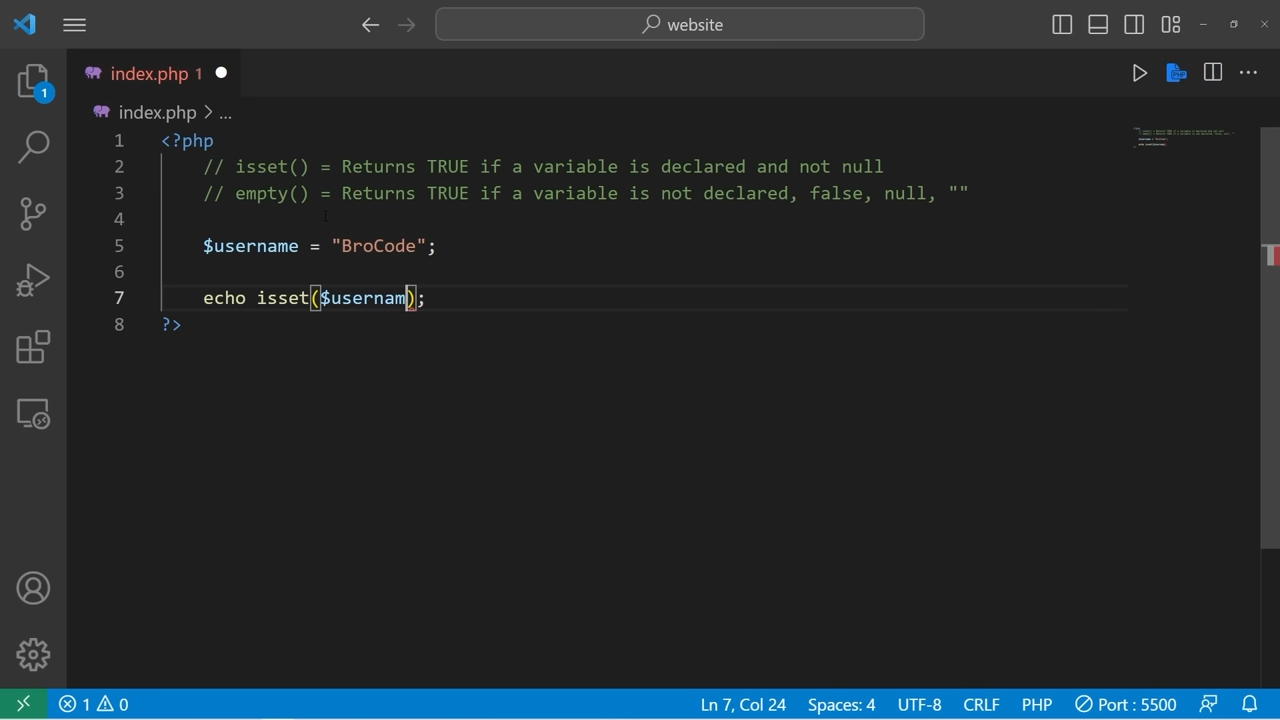 website
index.php 1
index.php > ...
1 <?php
2 // isset() = Returns TRUE if a variable is declared and not null
3 // empty() = Returns TRUE if a variable is not declared, false, null, ""
4
5 $username = "BroCode";
6
7 echo isset($usernam);
8 ?>
1
1 0
Ln 7, Col 24 Spaces: 4 UTF-8 CRLF PHP Port : 5500